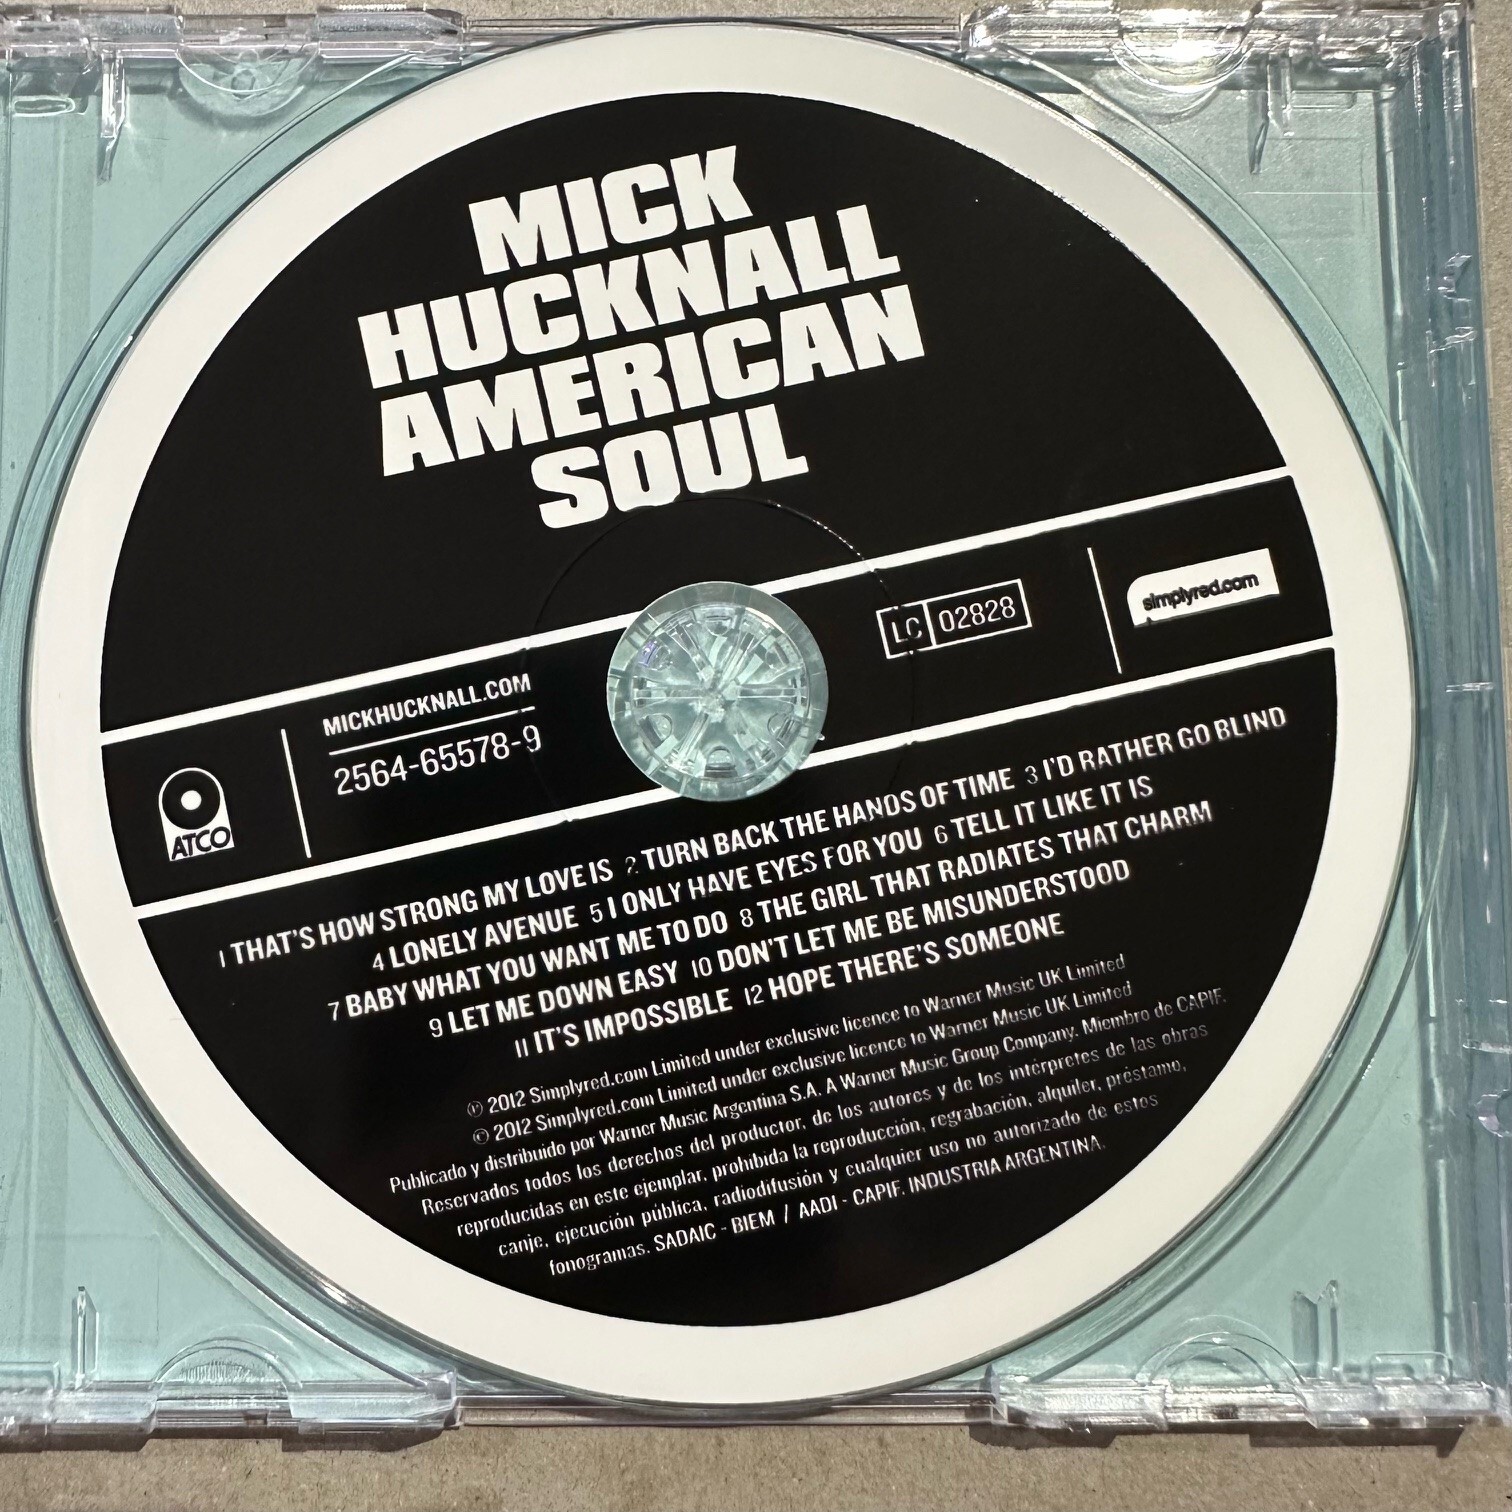 MICK
HUCKNALL
AMERICAN
SOUL
MICKHUCKNALL.COM
2564-65578-9
ATCO
LC 02828
simplyred.com
1 THAT'S HOW STRONG MY LOVE IS 2 TURN BACK THE HANDS OF TIME 3 I'D RATHER GO BLIND
4 LONELY AVENUE 5 I ONLY HAVE EYES FOR YOU 6 TELL IT LIKE IT IS
7 BABY WHAT YOU WANT ME TO DO 8 THE GIRL THAT RADIATES THAT CHARM
9 LET ME DOWN EASY 10 DON'T LET ME BE MISUNDERSTOOD
11 IT'S IMPOSSIBLE 12 HOPE THERE'S SOMEONE
℗ 2012 Simplyred.com Limited under exclusive licence to Warner Music UK Limited
© 2012 Simplyred.com Limited under exclusive licence to Warner Music UK Limited
Publicado y distribuido por Warner Music Argentina S.A. A Warner Music Group Company. Miembro de CAPIF.
Reservados todos los derechos del productor, de los autores y de los intérpretes de las obras
reproducidas en este ejemplar, prohibida la reproducción, regrabación, alquiler, préstamo,
canje, ejecución pública, radiodifusión y cualquier uso no autorizado de estos
fonogramas. SADAIC - BIEM / AADI - CAPIF. INDUSTRIA ARGENTINA.